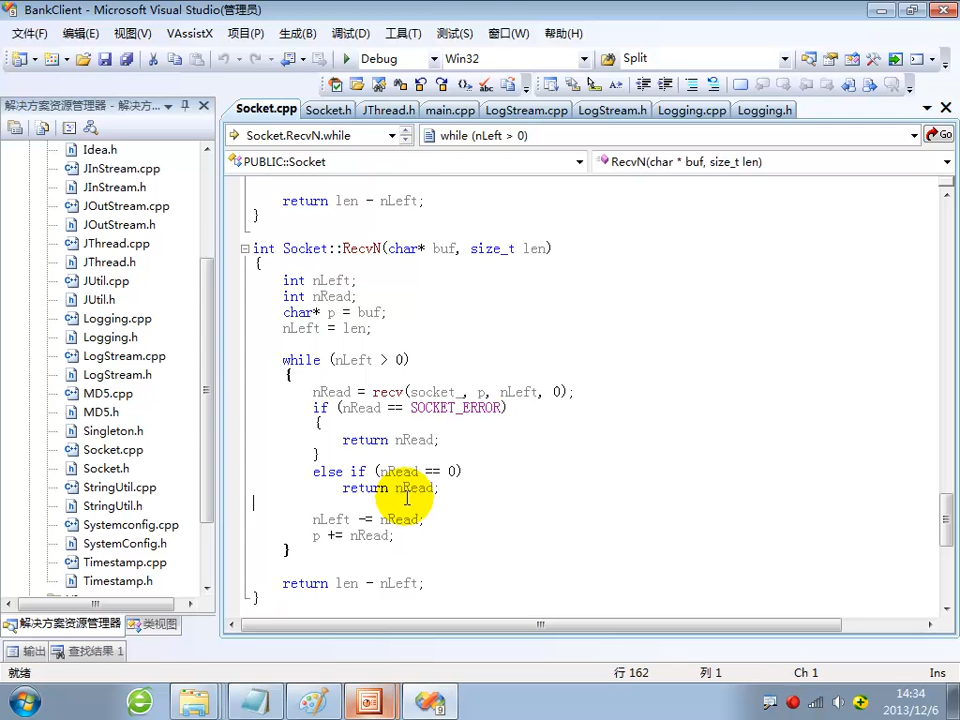 BankClient - Microsoft Visual Studio(管理员)
文件(F) 编辑(E) 视图(V) VAssistX 项目(P) 生成(B) 调试(D) 工具(T) 测试(S) 窗口(W) 帮助(H)
Debug Win32 Split
解决方案资源管理器 - 解决方...
Socket.cpp Socket.h JThread.h main.cpp LogStream.cpp LogStream.h Logging.cpp Logging.h
Socket.RecvN.while while (nLeft > 0) Go
PUBLIC::Socket RecvN(char * buf, size_t len)
Idea.h
JInStream.cpp
JInStream.h
JOutStream.cpp
JOutStream.h
JThread.cpp
JThread.h
JUtil.cpp
JUtil.h
Logging.cpp
Logging.h
LogStream.cpp
LogStream.h
MD5.cpp
MD5.h
Singleton.h
Socket.cpp
Socket.h
StringUtil.cpp
StringUtil.h
Systemconfig.cpp
SystemConfig.h
Timestamp.cpp
Timestamp.h
return len - nLeft;
}
int Socket::RecvN(char* buf, size_t len)
{
int nLeft;
int nRead;
char* p = buf;
nLeft = len;
while (nLeft > 0)
{
nRead = recv(socket_, p, nLeft, 0);
if (nRead == SOCKET_ERROR)
{
return nRead;
}
else if (nRead == 0)
return nRead;
nLeft -= nRead;
p += nRead;
}
return len - nLeft;
}
解决方案资源管理器 类视图
输出 查找结果 1
就绪 行 162 列 1 Ch 1 Ins
14:34
2013/12/6